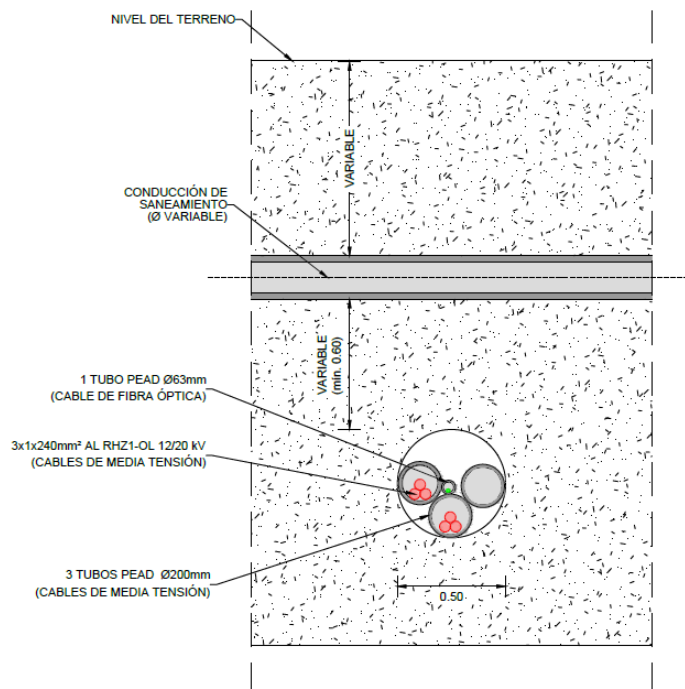 NIVEL DEL TERRENO
VARIABLE
CONDUCCIÓN DE
SANEAMIENTO
(Ø VARIABLE)
VARIABLE
(min. 0.60)
1 TUBO PEAD Ø63mm
(CABLE DE FIBRA ÓPTICA)
3x1x240mm² AL RHZ1-OL 12/20 kV
(CABLES DE MEDIA TENSIÓN)
3 TUBOS PEAD Ø200mm
(CABLES DE MEDIA TENSIÓN)
0.50